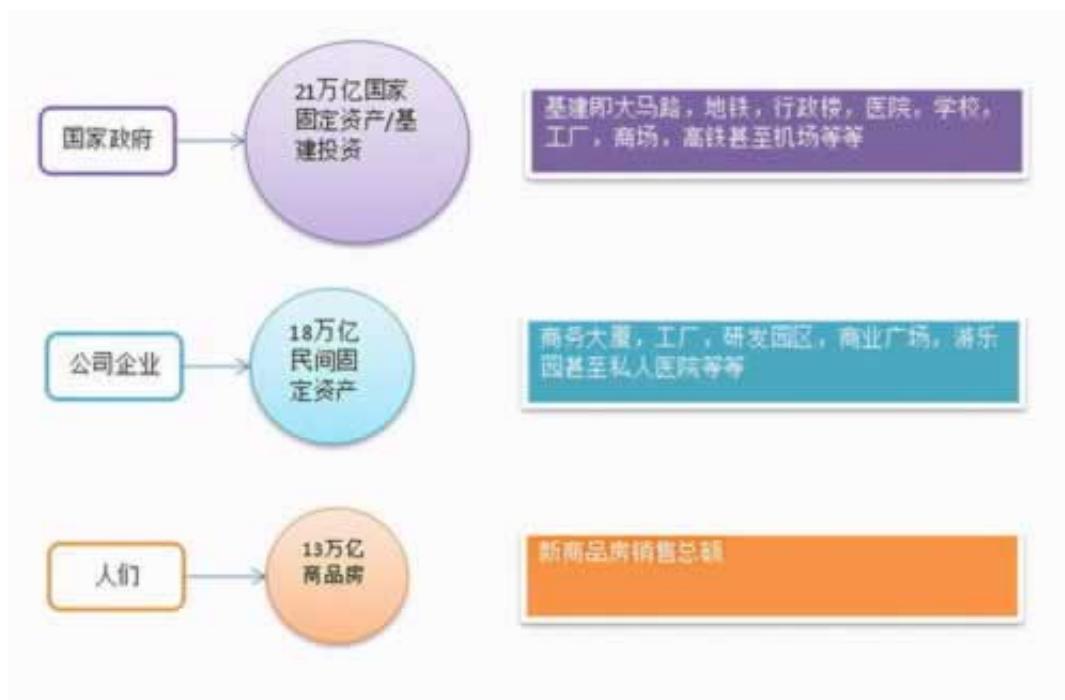 国家政府
21万亿国家
固定资产/基
建投资
基建即大马路，地铁，行政楼，医院，学校，
工厂，商场，高铁甚至机场等等
公司企业
18万亿
民间固
定资产
商务大厦，工厂，研发园区，商业广场，游乐
园甚至私人医院等等
人们
13万亿
商品房
新商品房销售总额